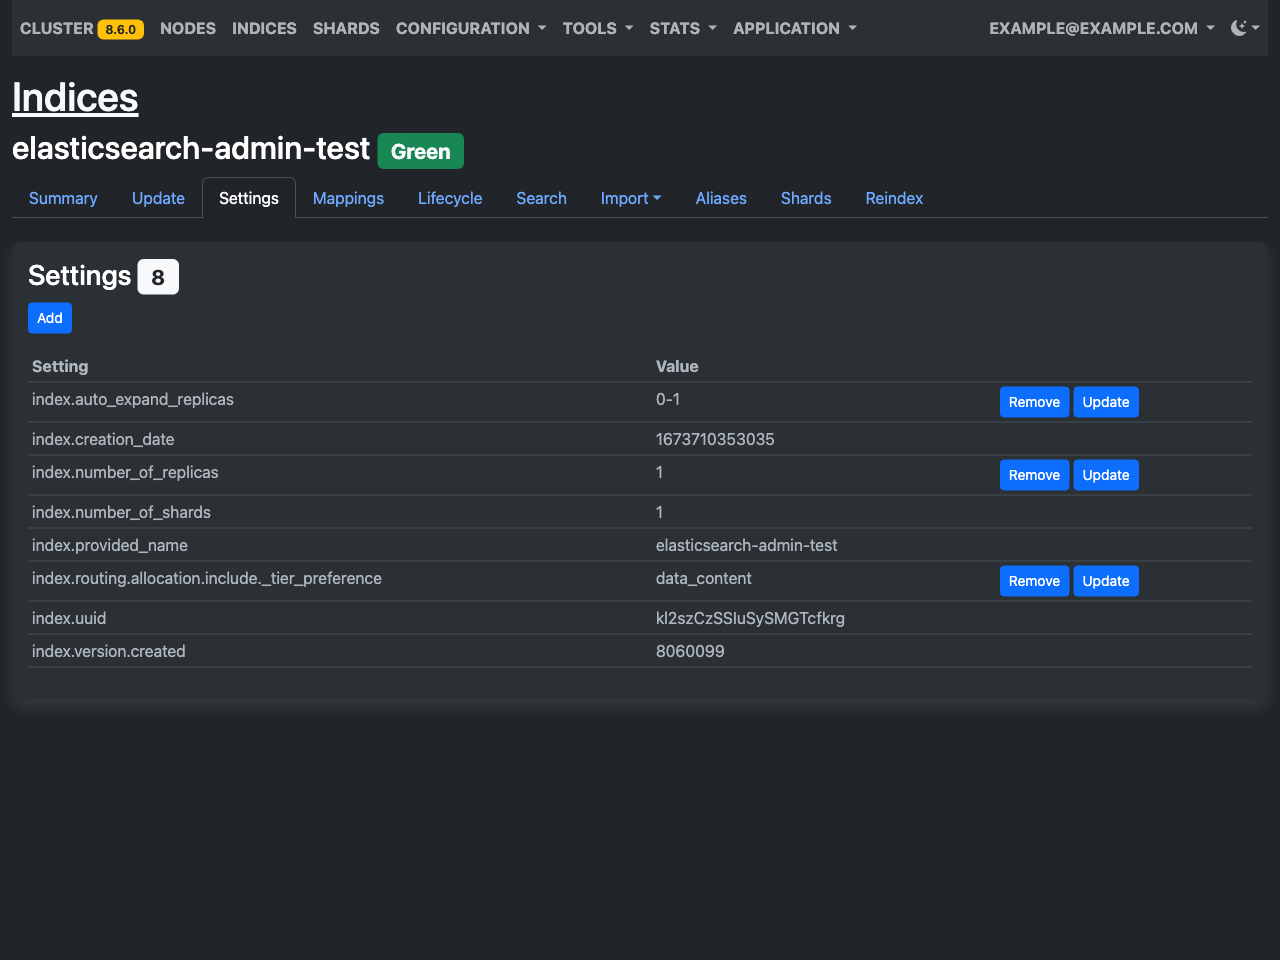 CLUSTER 8.6.0 NODES INDICES SHARDS CONFIGURATION TOOLS STATS APPLICATION EXAMPLE@EXAMPLE.COM
Indices
elasticsearch-admin-test Green
Summary Update Settings Mappings Lifecycle Search Import Aliases Shards Reindex
Settings 8
Add
Setting Value
index.auto_expand_replicas 0-1 Remove Update
index.creation_date 1673710353035
index.number_of_replicas 1 Remove Update
index.number_of_shards 1
index.provided_name elasticsearch-admin-test
index.routing.allocation.include._tier_preference data_content Remove Update
index.uuid kl2szCzSSIuSySMGTcfkrg
index.version.created 8060099